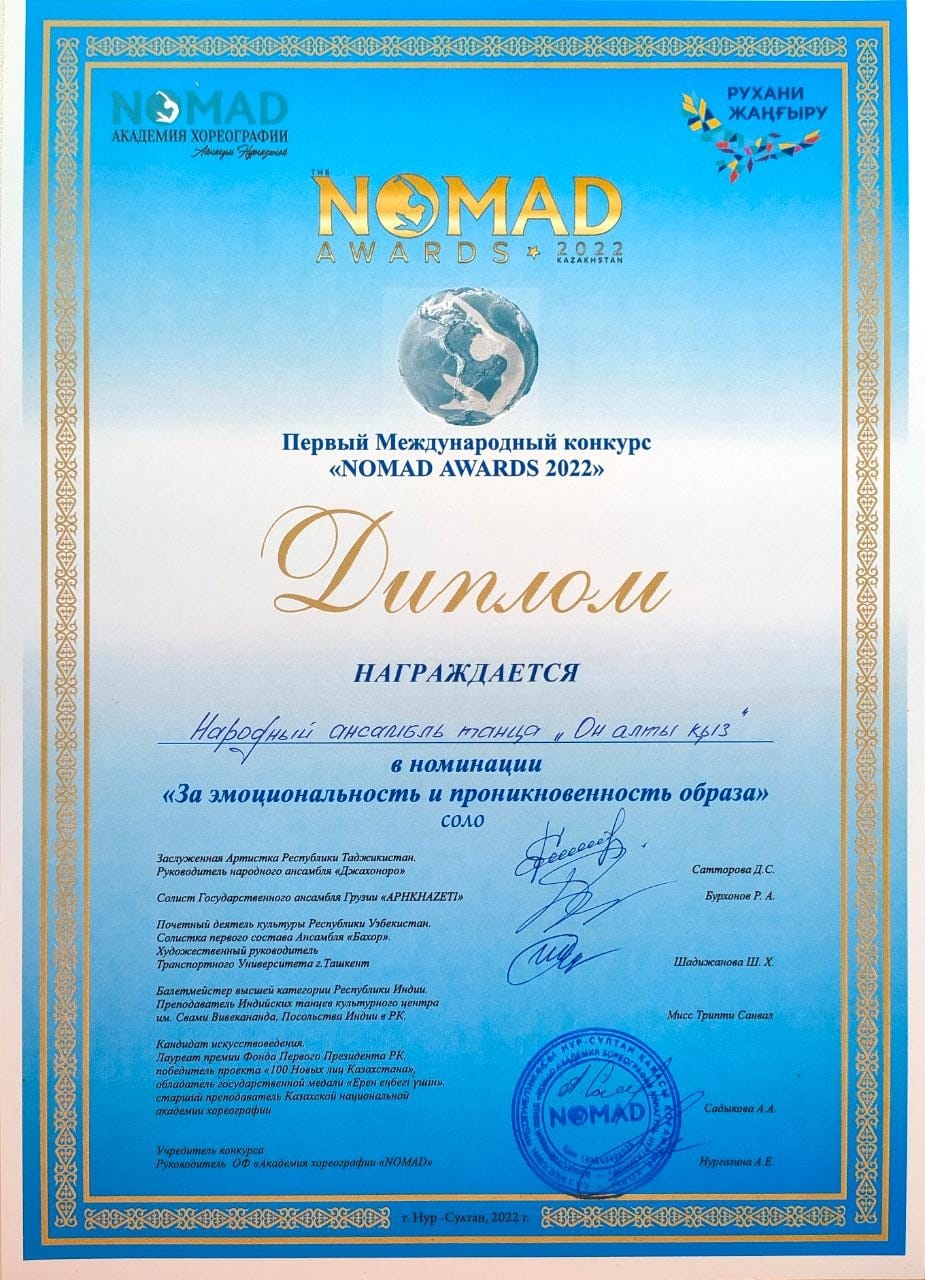 NOMAD
АКАДЕМИЯ ХОРЕОГРАФИИ
РУХАНИ
ЖАҢҒЫРУ
THE
NOMAD
AWARDS 2022
KAZAKHSTAN
Первый Международный конкурс
«NOMAD AWARDS 2022»
Диплом
НАГРАЖДАЕТСЯ
Народный ансамбль танца „Он алты қыз"
в номинации
«За эмоциональность и проникновенность образа»
соло
Заслуженная Артистка Республики Таджикистан.
Руководитель народного ансамбля «Джахоноро» Сатторова Д.С.
Солист Государственного ансамбля Грузии «APHKHAZETI» Бурхонов Р. А.
Почетный деятель культуры Республики Узбекистан.
Солистка первого состава Ансамбля «Бахор».
Художественный руководитель
Транспортного Университета г.Ташкент Шадижанова Ш. Х.
Балетмейстер высшей категории Республики Индии.
Преподаватель Индийских танцев культурного центра
им. Свами Вивекананда, Посольства Индии в РК. Мисс Трипти Санвал
Кандидат искусствоведения.
Лауреат премии Фонда Первого Президента РК,
победитель проекта «100 Новых лиц Казахстана»,
обладатель государственной медали «Ерен еңбегі үшін»,
старший преподаватель Казахской национальной
академии хореографии Садыкова А.А.
NOMAD
Учредитель конкурса
Руководитель ОФ «Академия хореографии «NOMAD» Нургазина А.Е.
г. Нур -Султан, 2022 г.